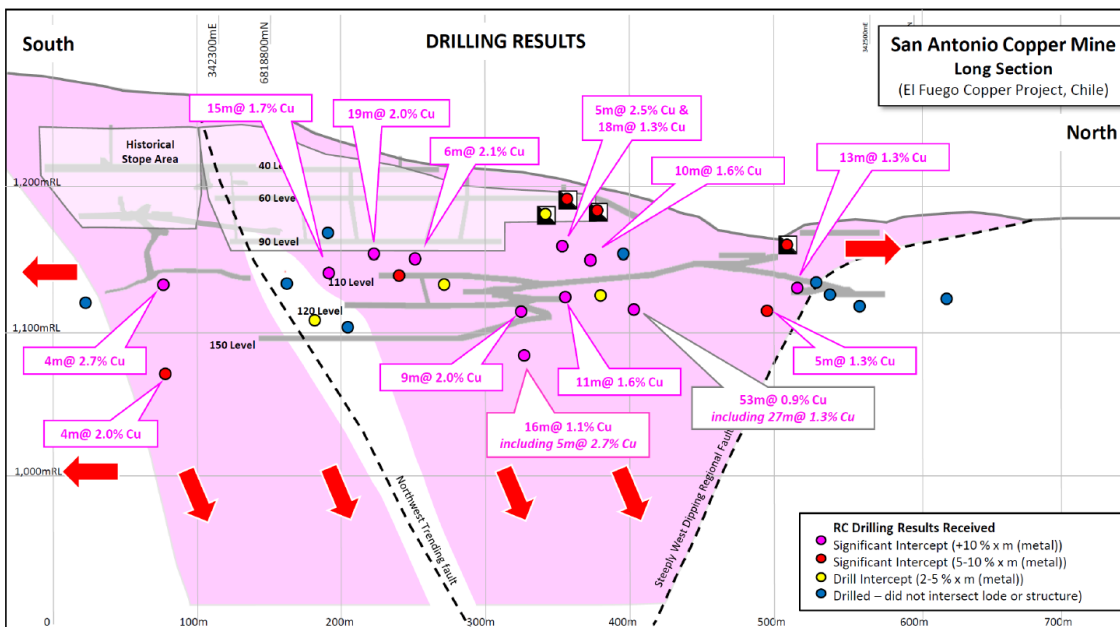 South
DRILLING RESULTS
342300mE
6818800mN
San Antonio Copper Mine
Long Section
(El Fuego Copper Project, Chile)
North
15m@ 1.7% Cu
19m@ 2.0% Cu
6m@ 2.1% Cu
5m@ 2.5% Cu &
18m@ 1.3% Cu
10m@ 1.6% Cu
13m@ 1.3% Cu
Historical
Stope Area
1,200mRL
60 Level
90 Level
110 Level
120 Level
150 Level
1,100mRL
4m@ 2.7% Cu
4m@ 2.0% Cu
9m@ 2.0% Cu
11m@ 1.6% Cu
5m@ 1.3% Cu
16m@ 1.1% Cu
including 5m@ 2.7% Cu
53m@ 0.9% Cu
including 27m@ 1.3% Cu
1,000mRL
Northwest Trending fault
Steeply West Dipping Regional Fault
RC Drilling Results Received
Significant Intercept (+10 % x m (metal))
Significant Intercept (5-10 % x m (metal))
Drill Intercept (2-5 % x m (metal))
Drilled – did not intersect lode or structure)
0
100m
200m
300m
400m
500m
600m
700m